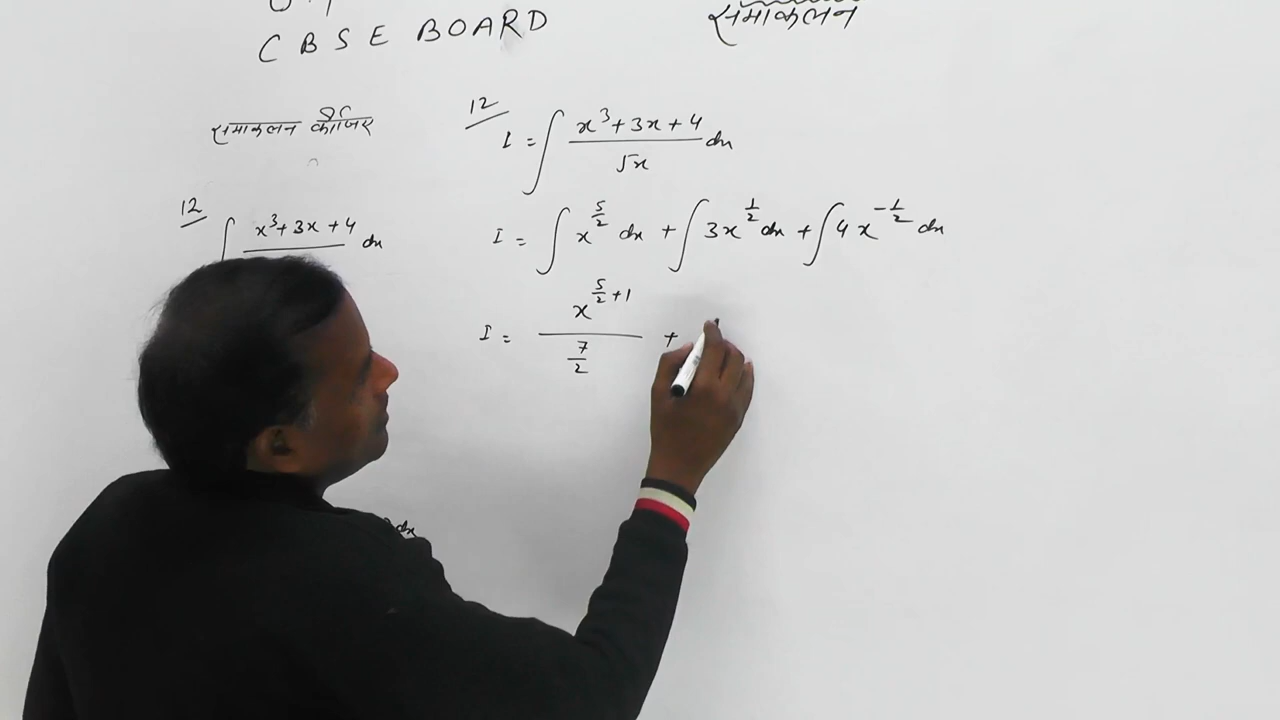 CBSE BOARD
समाकलन
समाकलन कीजिए
12
∫ x³+3x+4 dx
12
I = ∫ (x³+3x+4)/√x dx
I = ∫ x^(5/2) dx + ∫ 3x^(1/2) dx + ∫ 4x^(-1/2) dx
I = x^(5/2+1)/(7/2) +
dx